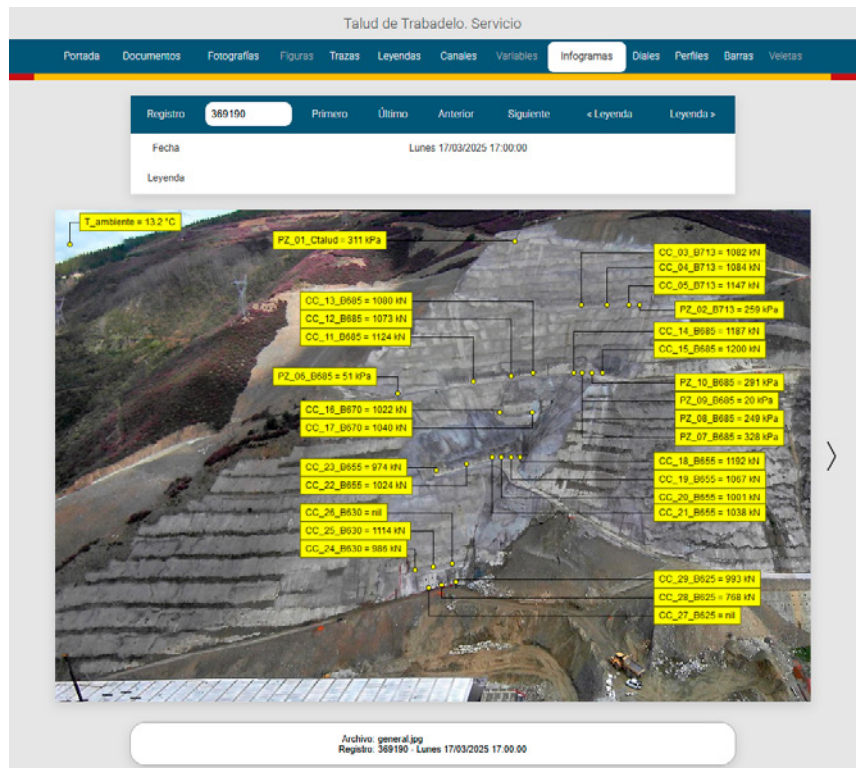 Talud de Trabadelo. Servicio
Portada Documentos Fotografías Figuras Trazas Leyendas Canales Variables Infogramas Diales Perfiles Barras Veletas
Registro 369190 Primero Último Anterior Siguiente « Leyenda Leyenda »
Fecha Lunes 17/03/2025 17:00:00
Leyenda
T_ambiente = 13.2 °C
PZ_01_Ctalud = 311 kPa
CC_03_B713 = 1082 kN
CC_04_B713 = 1084 kN
CC_05_B713 = 1147 kN
CC_13_B685 = 1080 kN
PZ_02_B713 = 259 kPa
CC_12_B685 = 1073 kN
CC_14_B685 = 1187 kN
CC_11_B685 = 1124 kN
CC_15_B685 = 1200 kN
PZ_06_B685 = 51 kPa
PZ_10_B685 = 291 kPa
PZ_09_B685 = 20 kPa
CC_16_B670 = 1022 kN
PZ_08_B685 = 249 kPa
CC_17_B670 = 1040 kN
PZ_07_B685 = 328 kPa
CC_18_B655 = 1192 kN
CC_23_B655 = 974 kN
CC_19_B655 = 1067 kN
CC_22_B655 = 1024 kN
CC_20_B655 = 1001 kN
CC_26_B630 = nil
CC_21_B655 = 1038 kN
CC_25_B630 = 1114 kN
CC_24_B630 = 986 kN
CC_29_B625 = 993 kN
CC_28_B625 = 768 kN
CC_27_B625 = nil
Archivo: general.jpg
Registro: 369190 - Lunes 17/03/2025 17:00:00